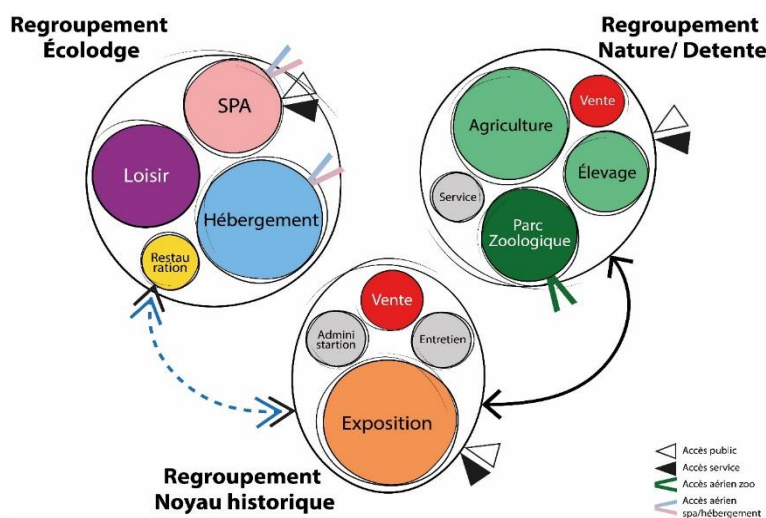 Regroupement
Écolodge
Regroupement
Nature/ Detente
SPA
Loisir
Hébergement
Restau
ration
Agriculture
Vente
Élevage
Service
Parc
Zoologique
Vente
Admini
startion
Entretien
Exposition
Regroupement
Noyau historique
Accès public
Accès service
Accès aérien zoo
Accès aérien
spa/hébergement